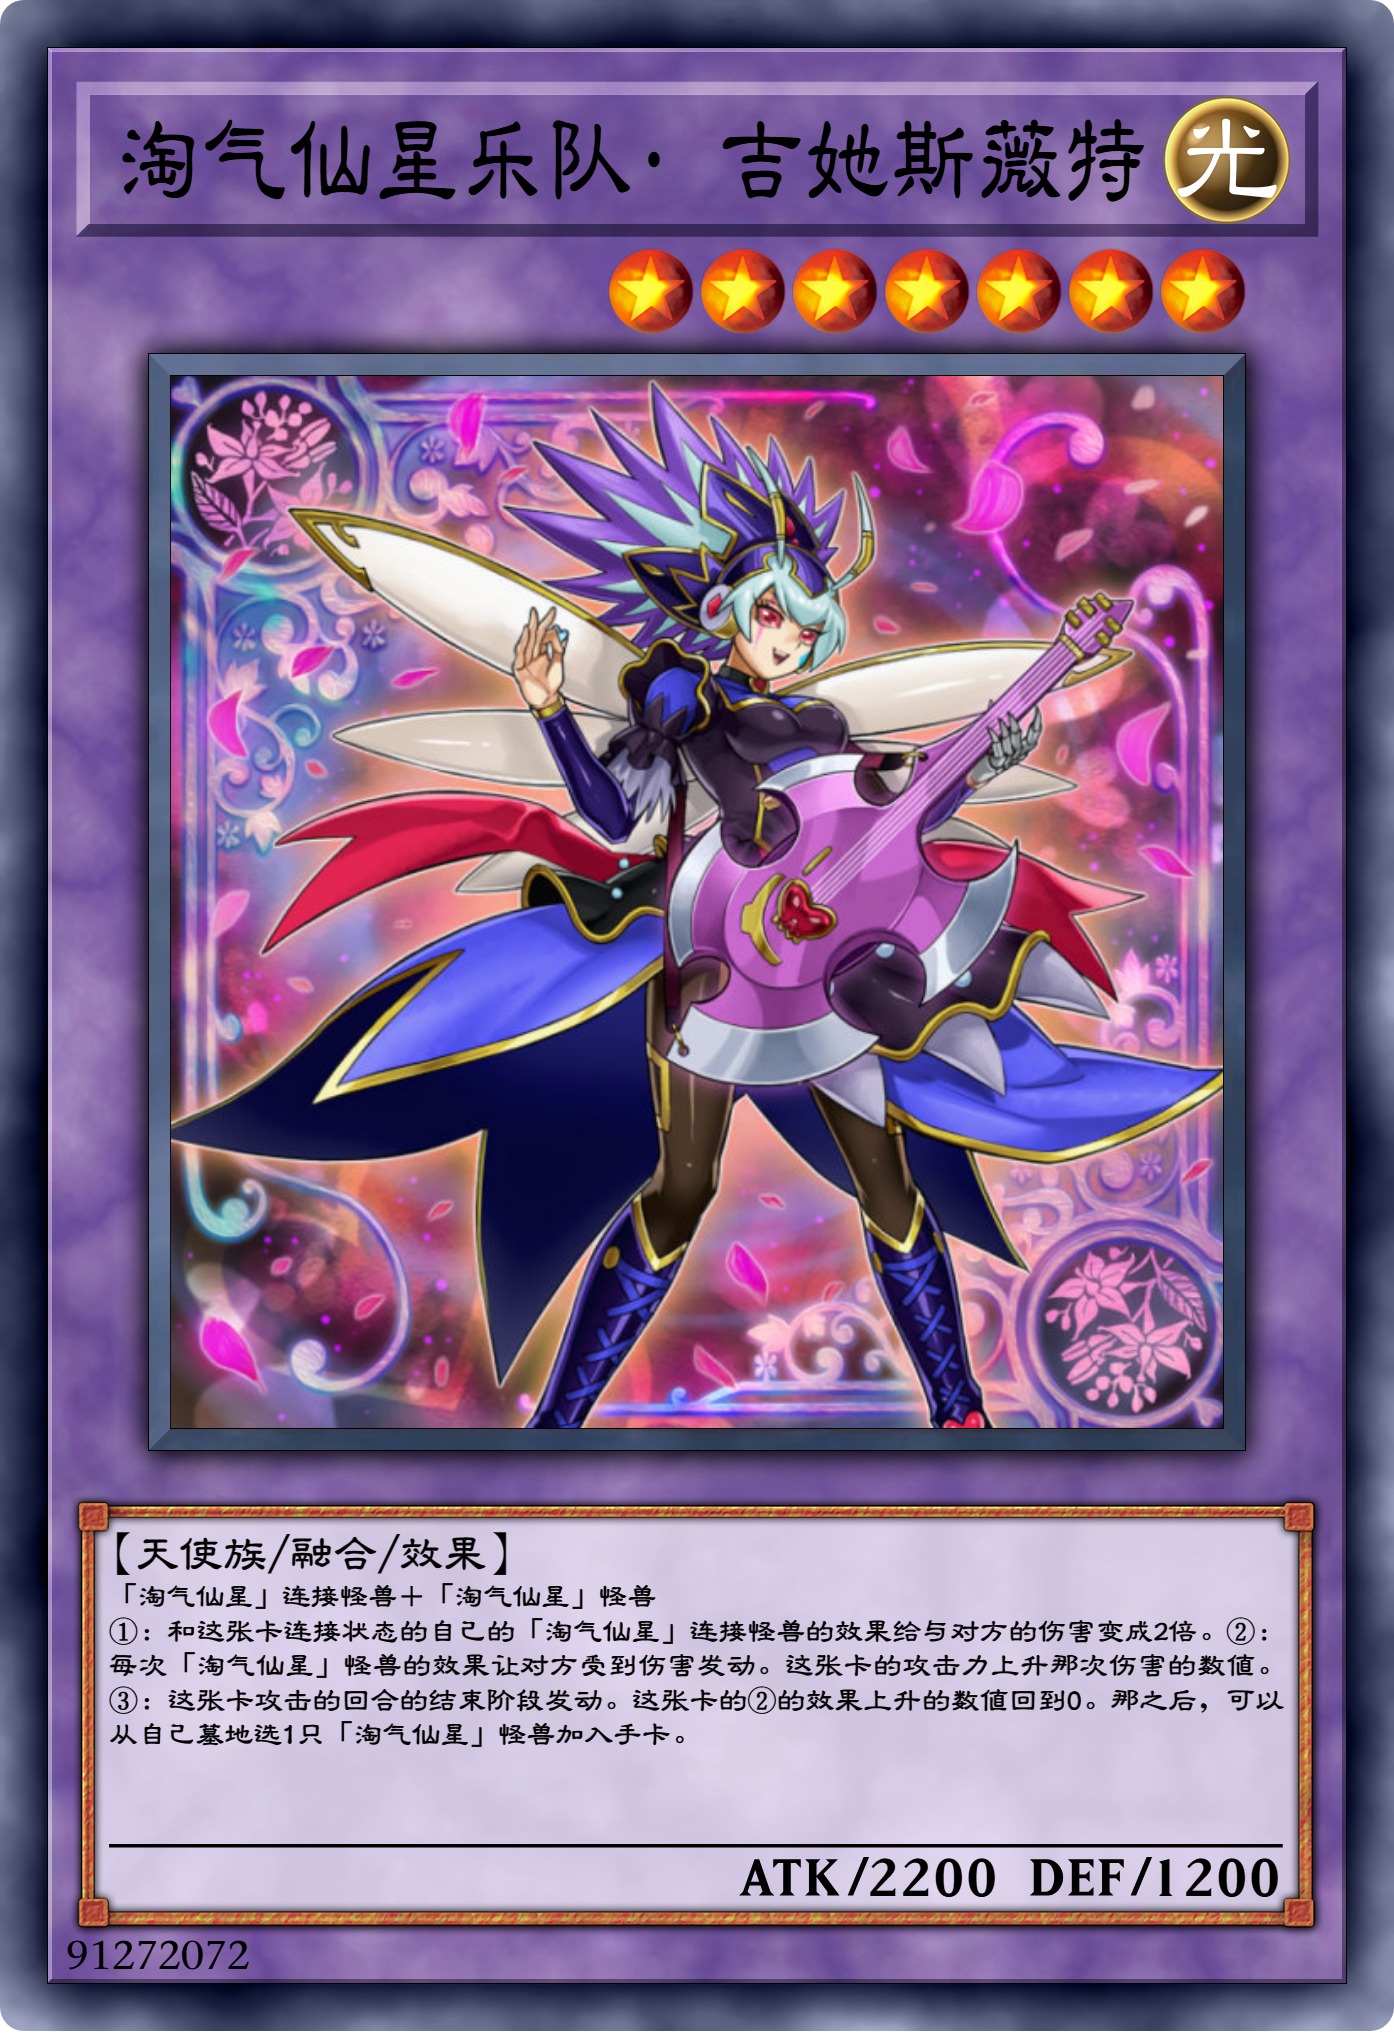 淘气仙星乐队·吉她斯薇特 光
【天使族/融合/效果】
「淘气仙星」连接怪兽＋「淘气仙星」怪兽
①：和这张卡连接状态的自己的「淘气仙星」连接怪兽的效果给与对方的伤害变成2倍。②：
每次「淘气仙星」怪兽的效果让对方受到伤害发动。这张卡的攻击力上升那次伤害的数值。
③：这张卡攻击的回合的结束阶段发动。这张卡的②的效果上升的数值回到0。那之后，可以
从自己墓地选1只「淘气仙星」怪兽加入手卡。
ATK/2200 DEF/1200
91272072